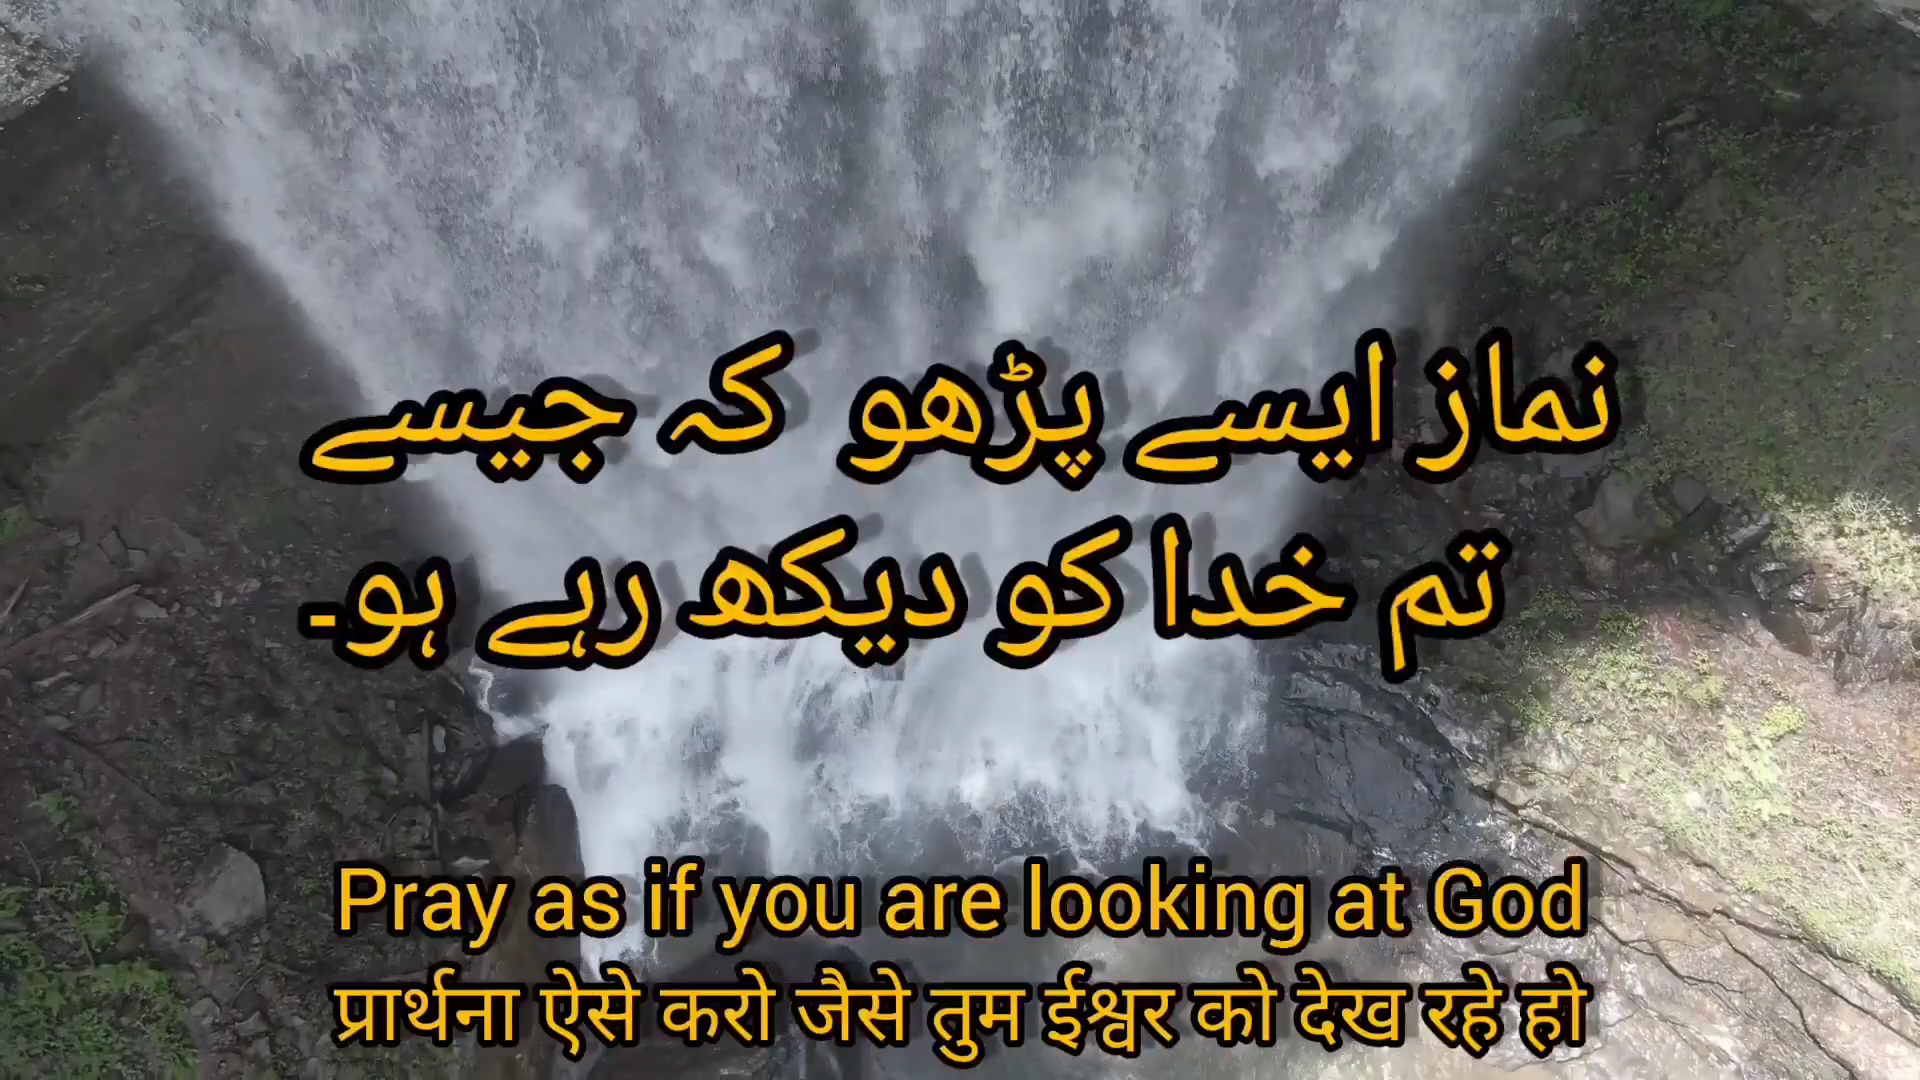 نماز ایسے پڑھو کہ جیسے
تم خدا کو دیکھ رہے ہو۔
Pray as if you are looking at God
प्रार्थना ऐसे करो जैसे तुम ईश्वर को देख रहे हो